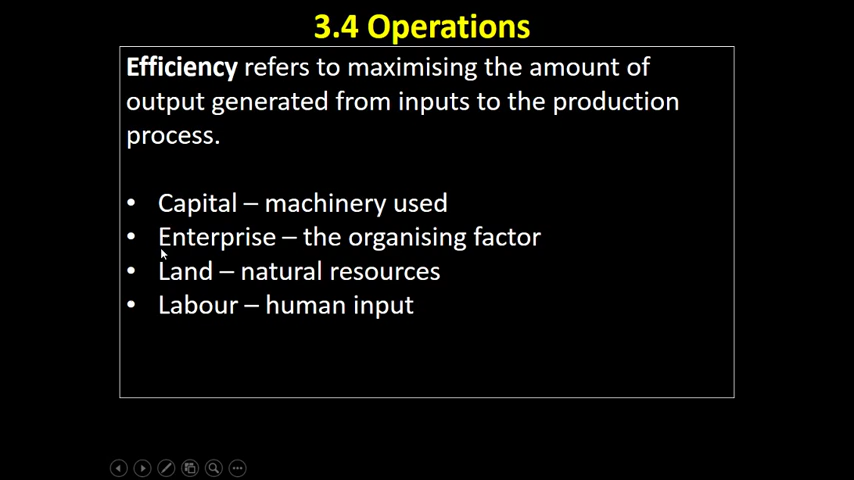 3.4 Operations
Efficiency refers to maximising the amount of
output generated from inputs to the production
process.
• Capital – machinery used
• Enterprise – the organising factor
• Land – natural resources
• Labour – human input